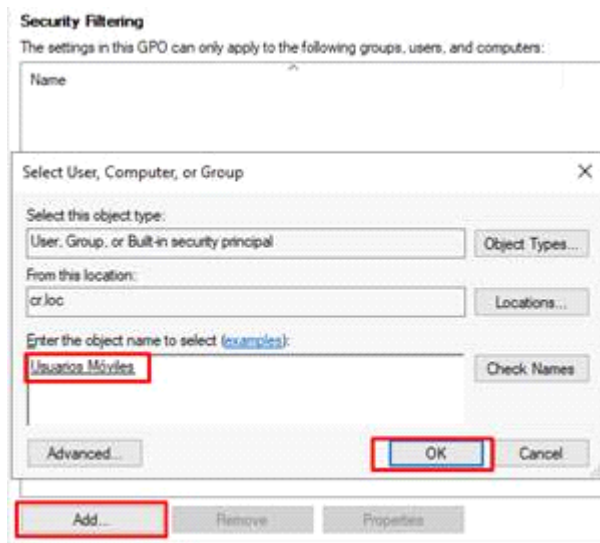 Security Filtering
The settings in this GPO can only apply to the following groups, users, and computers:
Name
Select User, Computer, or Group
Select this object type:
User, Group, or Built-in security principal
Object Types...
From this location:
cr.loc
Locations...
Enter the object name to select (examples):
Usuarios Móviles
Check Names
Advanced...
OK
Cancel
Add...
Remove
Properties